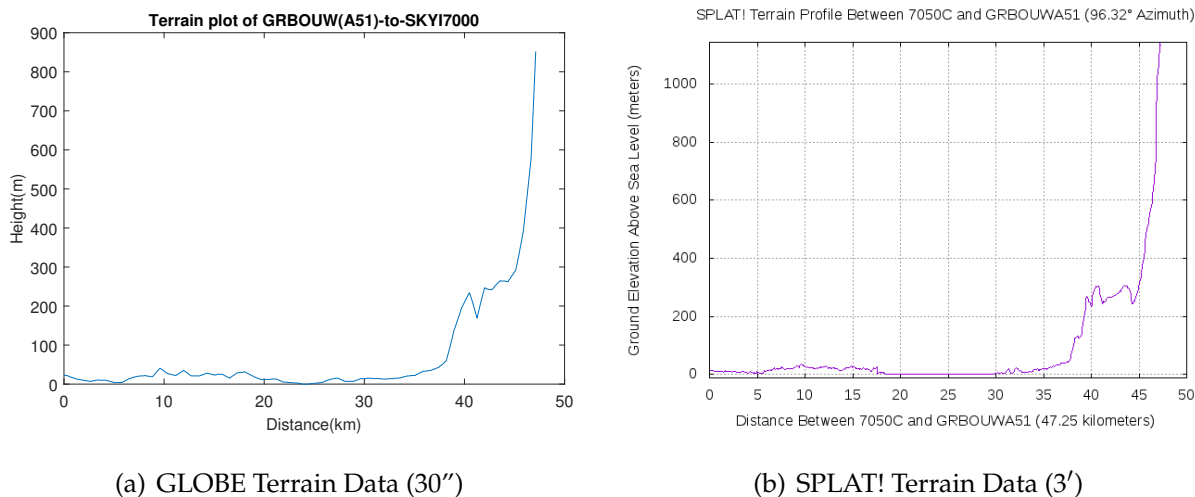 Terrain plot of GRBOUW(A51)-to-SKYI7000
900
800
700
600
500
400
300
200
100
0
Height(m)
0 10 20 30 40 50
Distance(km)
(a) GLOBE Terrain Data (30″)
SPLAT! Terrain Profile Between 7050C and GRBOUWA51 (96.32° Azimuth)
1000
800
600
400
200
0
Ground Elevation Above Sea Level (meters)
0 5 10 15 20 25 30 35 40 45 50
Distance Between 7050C and GRBOUWA51 (47.25 kilometers)
(b) SPLAT! Terrain Data (3′)